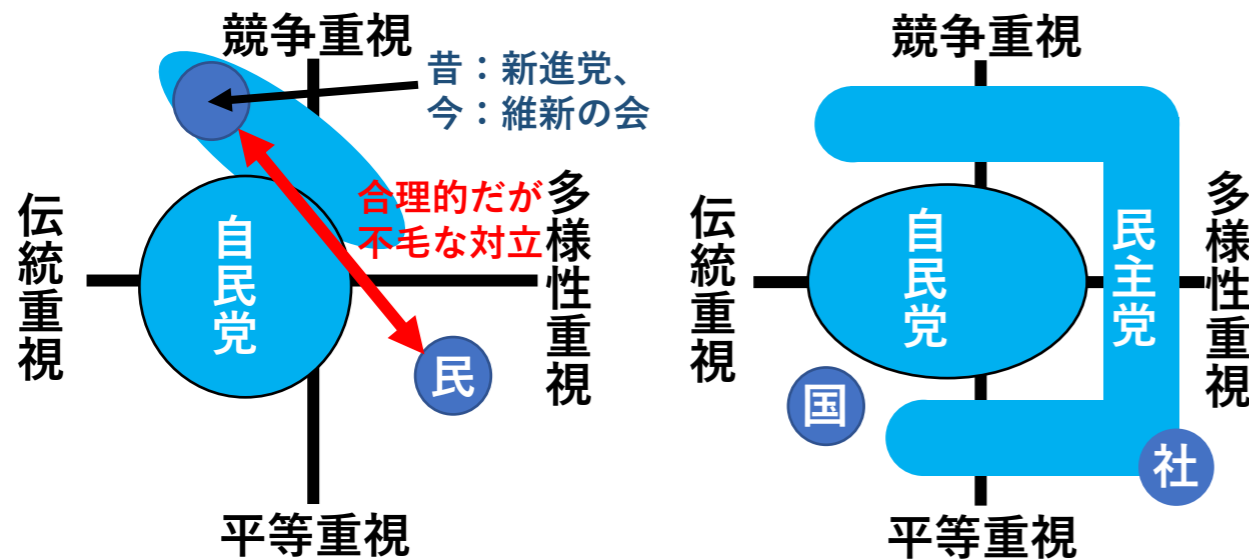 競争重視
昔：新進党、
今：維新の会
伝統重視
自民党
合理的だが
不毛な対立
多様性重視
民
平等重視
競争重視
伝統重視
自民党
民主党
多様性重視
国
社
平等重視